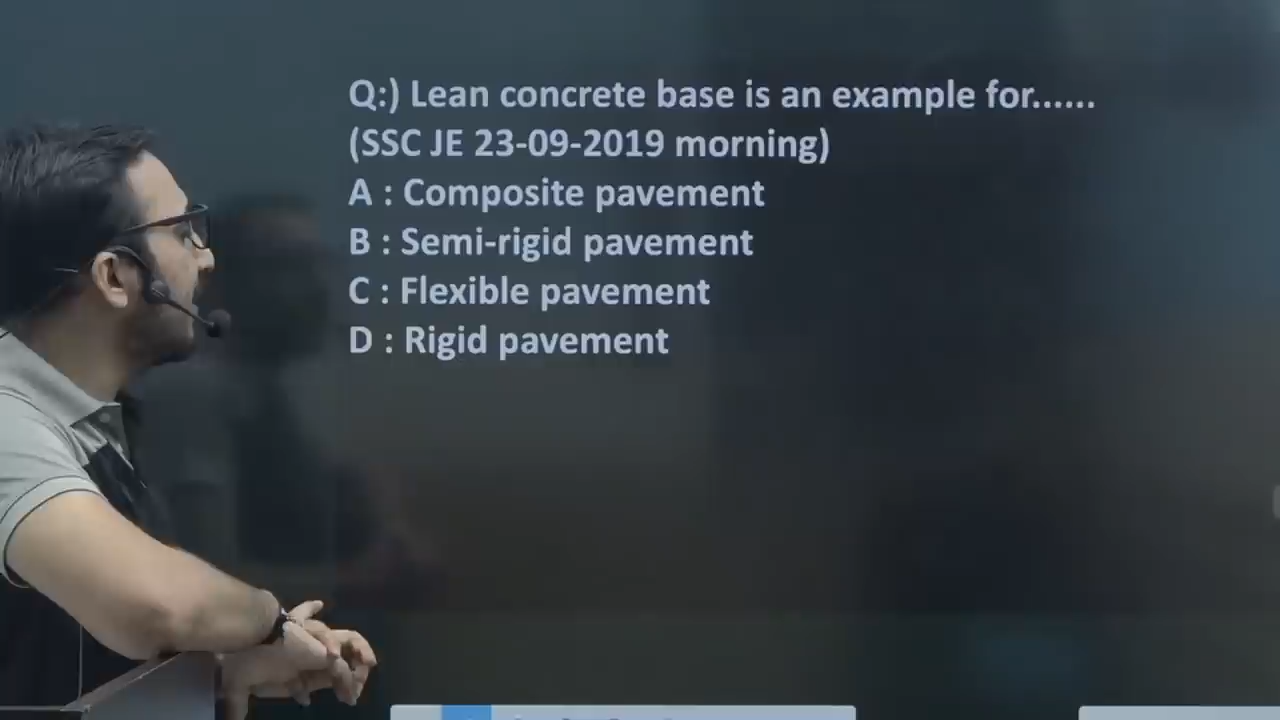 Q:) Lean concrete base is an example for......
(SSC JE 23-09-2019 morning)
A : Composite pavement
B : Semi-rigid pavement
C : Flexible pavement
D : Rigid pavement